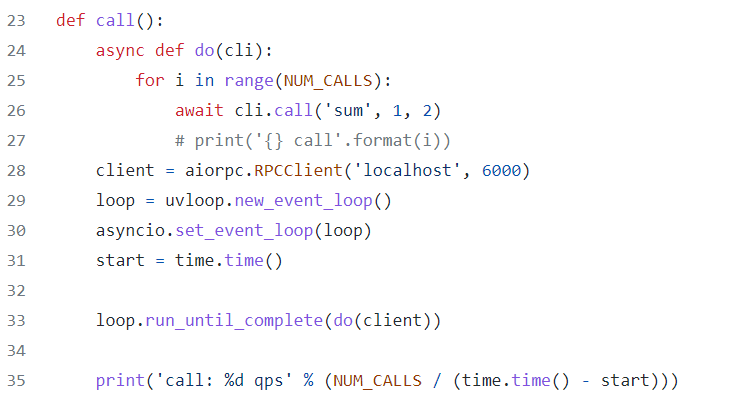 23 def call():
24     async def do(cli):
25         for i in range(NUM_CALLS):
26             await cli.call('sum', 1, 2)
27             # print('{} call'.format(i))
28     client = aiorpc.RPCClient('localhost', 6000)
29     loop = uvloop.new_event_loop()
30     asyncio.set_event_loop(loop)
31     start = time.time()
32
33     loop.run_until_complete(do(client))
34
35     print('call: %d qps' % (NUM_CALLS / (time.time() - start)))